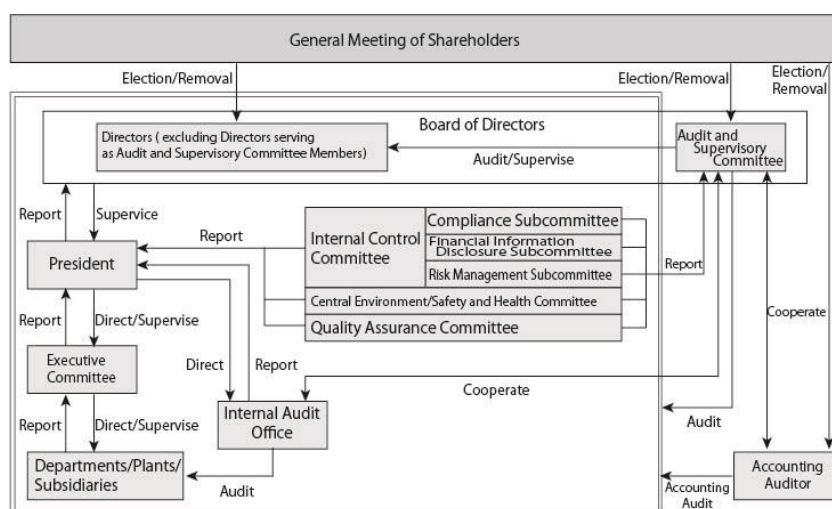 General Meeting of Shareholders
Election/Removal
Election/Removal
Election/
Removal
Board of Directors
Directors ( excluding Directors serving
as Audit and Supervisory Committee Members)
Audit/Supervise
Audit and
Supervisory
Committee
Report
Supervice
Report
Internal Control
Committee
Compliance Subcommittee
Financial Information
Disclosure Subcommittee
Risk Management Subcommittee
Report
President
Central Environment/Safety and Health Committee
Quality Assurance Committee
Cooperate
Report
Direct/Supervise
Executive
Committee
Direct
Report
Cooperate
Report
Direct/Supervise
Internal Audit
Office
Audit
Departments/Plants/
Subsidiaries
Audit
Accounting
Audit
Accounting
Auditor